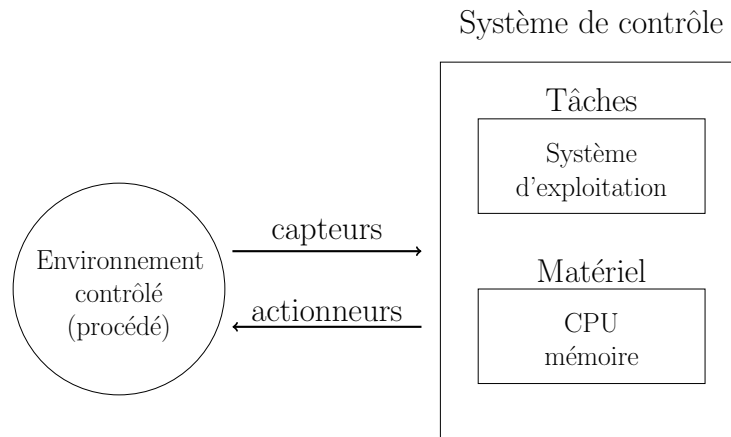 Système de contrôle
Tâches
Système
d'exploitation
capteurs
Environnement
contrôlé
(procédé)
actionneurs
Matériel
CPU
mémoire